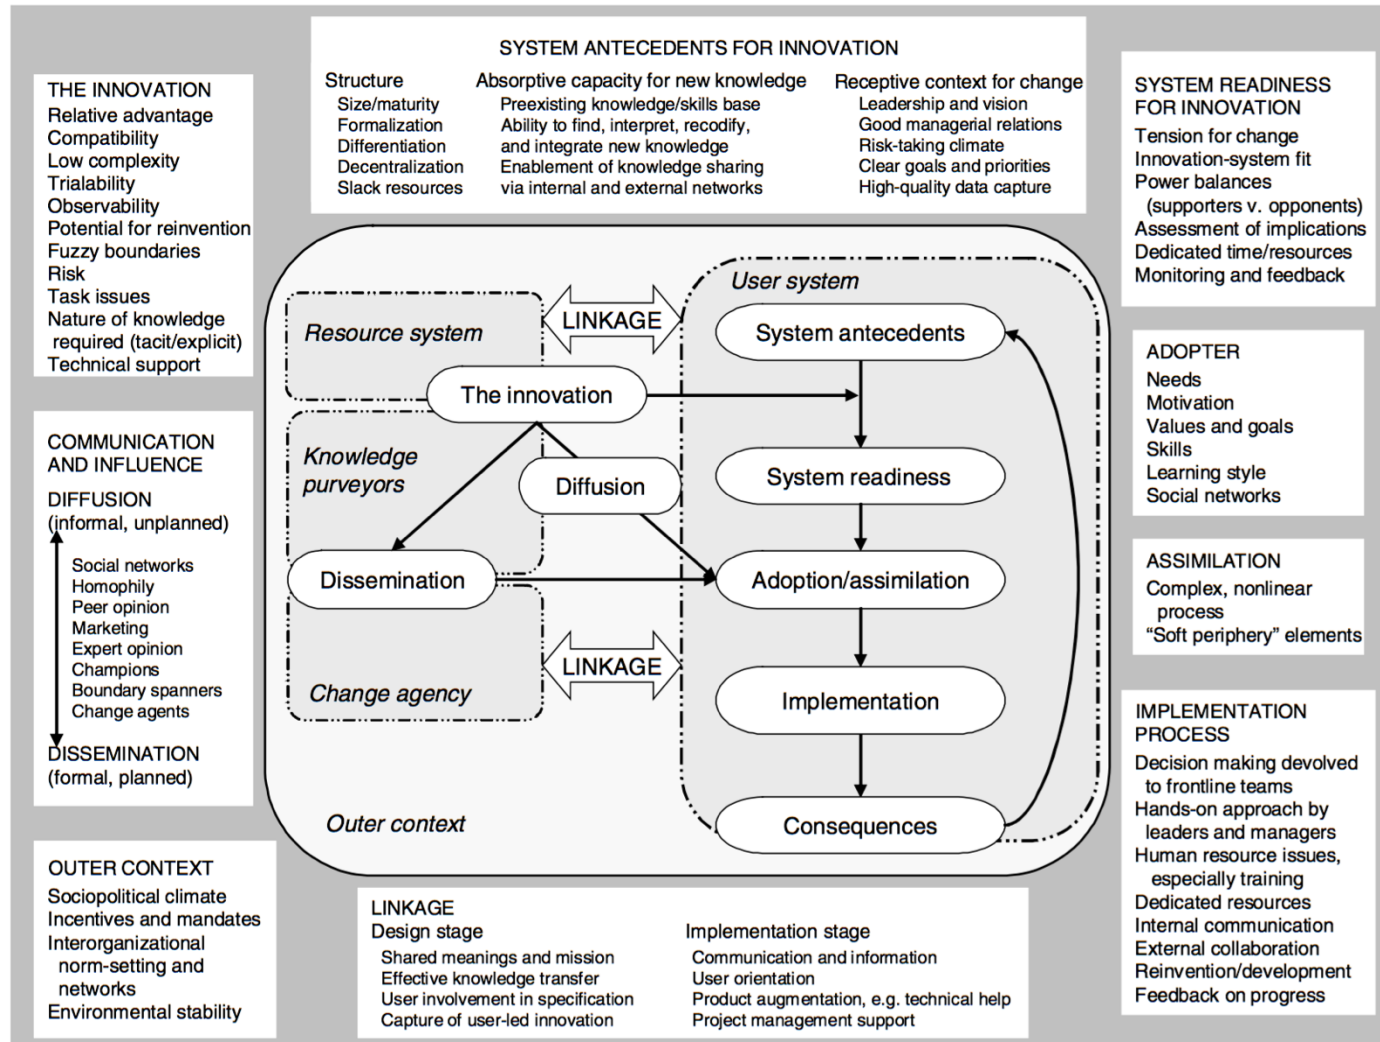 SYSTEM ANTECEDENTS FOR INNOVATION
Structure
Size/maturity
Formalization
Differentiation
Decentralization
Slack resources
Absorptive capacity for new knowledge
Preexisting knowledge/skills base
Ability to find, interpret, recodify,
and integrate new knowledge
Enablement of knowledge sharing
via internal and external networks
Receptive context for change
Leadership and vision
Good managerial relations
Risk-taking climate
Clear goals and priorities
High-quality data capture
THE INNOVATION
Relative advantage
Compatibility
Low complexity
Trialability
Observability
Potential for reinvention
Fuzzy boundaries
Risk
Task issues
Nature of knowledge
required (tacit/explicit)
Technical support
COMMUNICATION
AND INFLUENCE
DIFFUSION
(informal, unplanned)
Social networks
Homophily
Peer opinion
Marketing
Expert opinion
Champions
Boundary spanners
Change agents
DISSEMINATION
(formal, planned)
OUTER CONTEXT
Sociopolitical climate
Incentives and mandates
Interorganizational
norm-setting and
networks
Environmental stability
Resource system
LINKAGE
User system
System antecedents
The innovation
Knowledge
purveyors
Diffusion
System readiness
Dissemination
Adoption/assimilation
LINKAGE
Change agency
Implementation
Outer context
Consequences
LINKAGE
Design stage
Shared meanings and mission
Effective knowledge transfer
User involvement in specification
Capture of user-led innovation
Implementation stage
Communication and information
User orientation
Product augmentation, e.g. technical help
Project management support
SYSTEM READINESS
FOR INNOVATION
Tension for change
Innovation-system fit
Power balances
(supporters v. opponents)
Assessment of implications
Dedicated time/resources
Monitoring and feedback
ADOPTER
Needs
Motivation
Values and goals
Skills
Learning style
Social networks
ASSIMILATION
Complex, nonlinear
process
“Soft periphery” elements
IMPLEMENTATION
PROCESS
Decision making devolved
to frontline teams
Hands-on approach by
leaders and managers
Human resource issues,
especially training
Dedicated resources
Internal communication
External collaboration
Reinvention/development
Feedback on progress